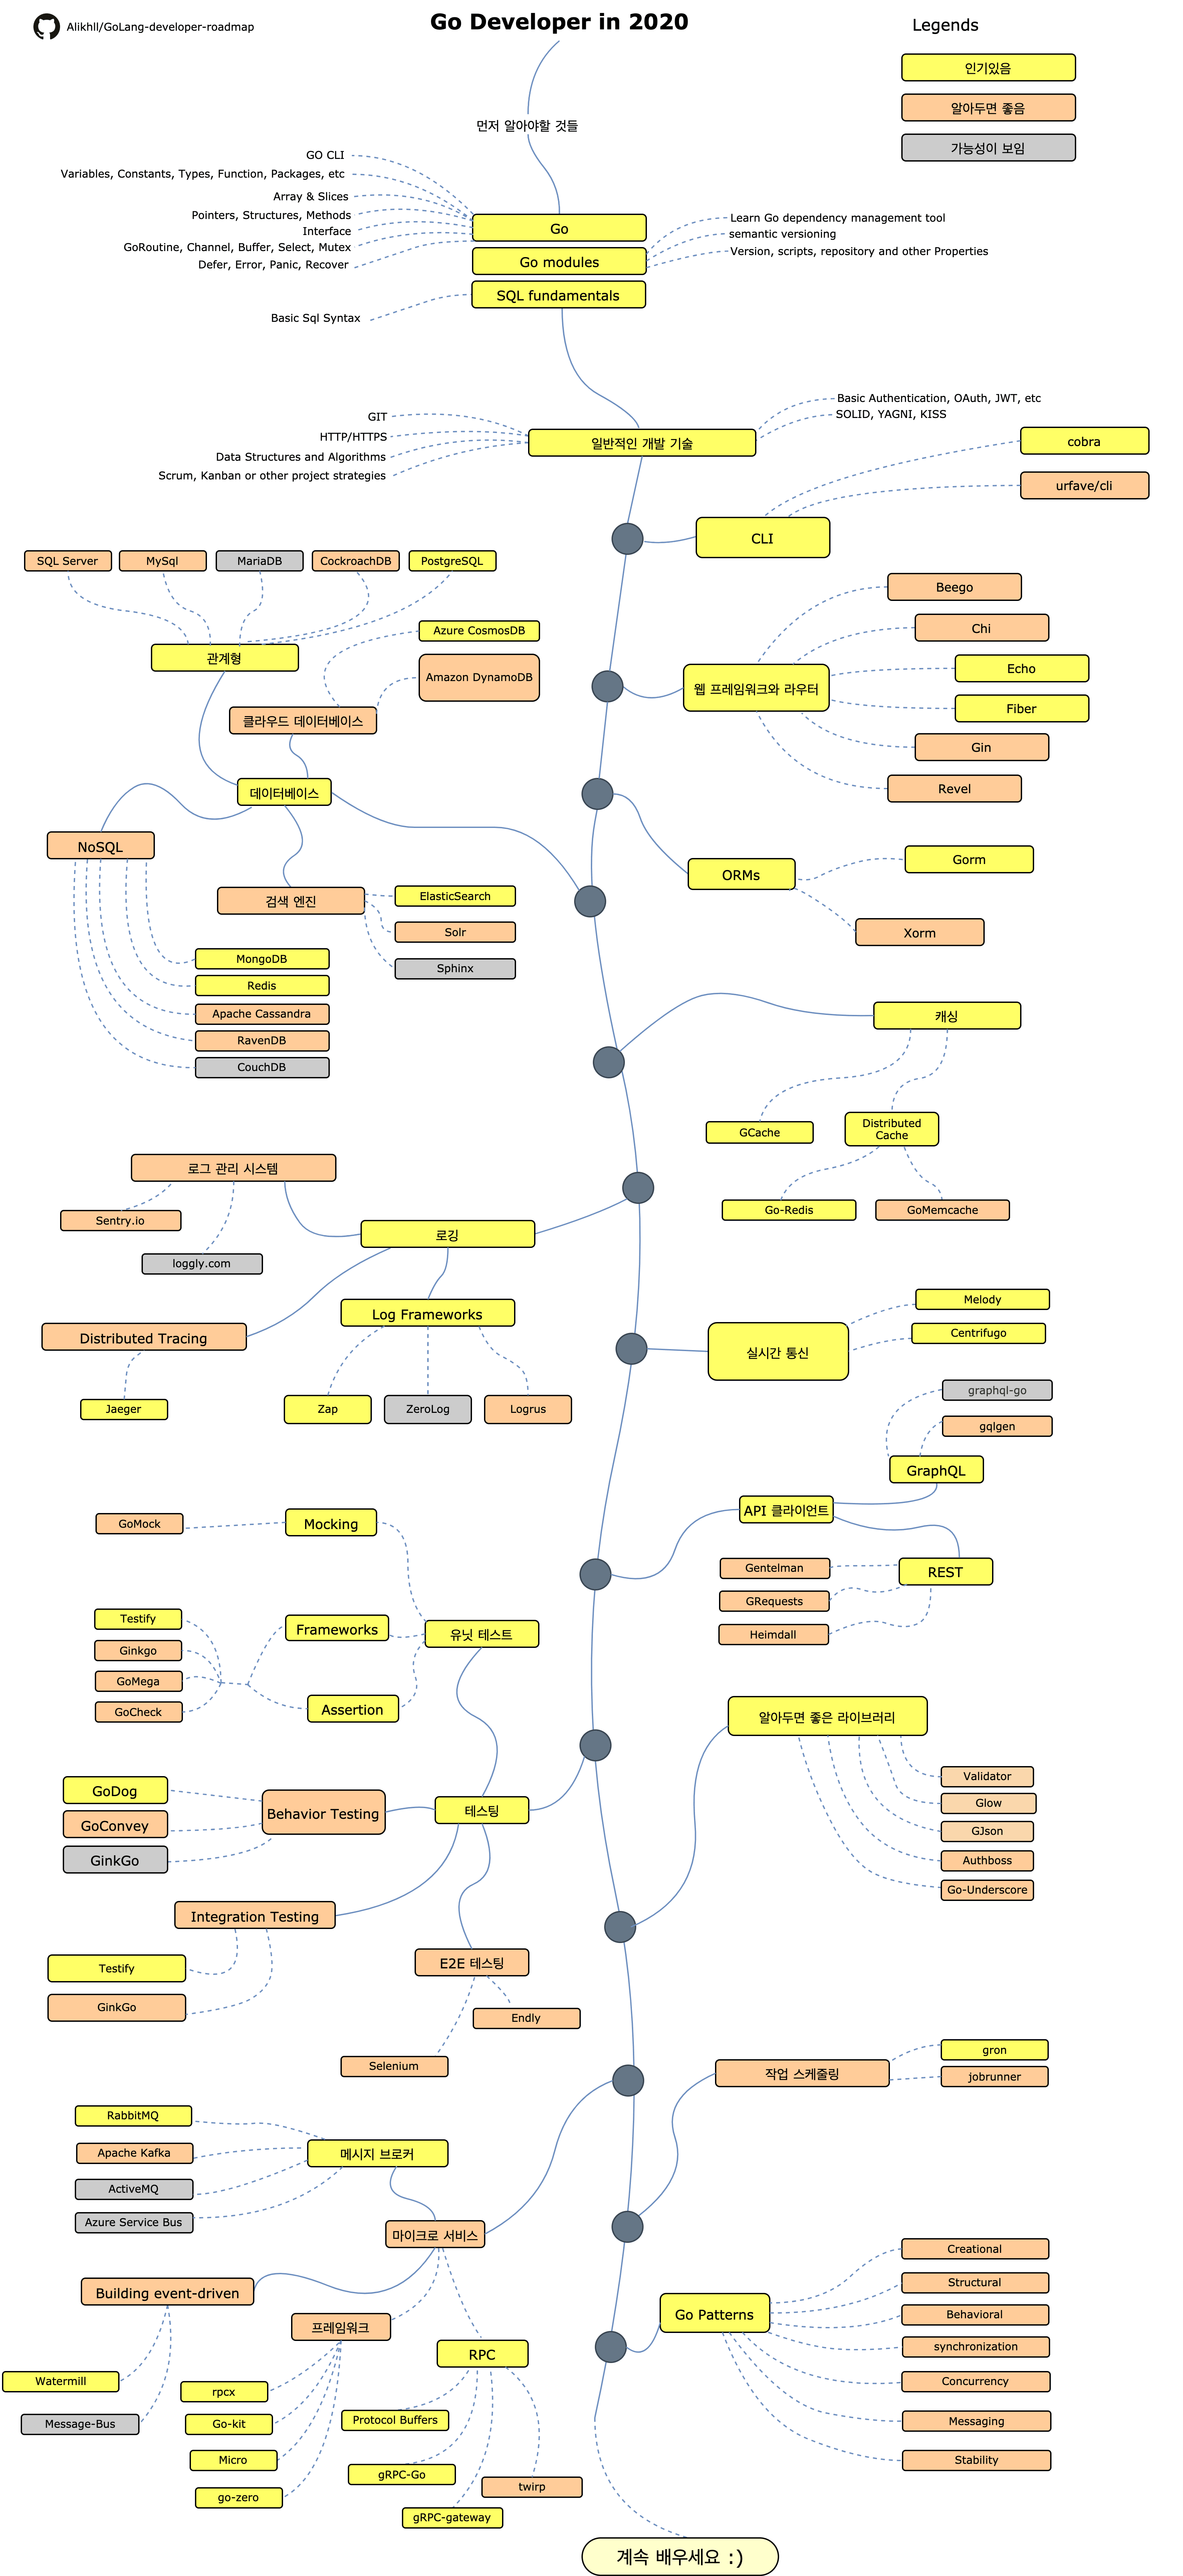 Alikhll/GoLang-developer-roadmap
Go Developer in 2020
Legends
인기있음
알아두면 좋음
가능성이 보임
먼저 알아야할 것들
GO CLI
Variables, Constants, Types, Function, Packages, etc
Array & Slices
Pointers, Structures, Methods
Interface
GoRoutine, Channel, Buffer, Select, Mutex
Defer, Error, Panic, Recover
Go
Go modules
SQL fundamentals
Learn Go dependency management tool
semantic versioning
Version, scripts, repository and other Properties
Basic Sql Syntax
GIT
HTTP/HTTPS
Data Structures and Algorithms
Scrum, Kanban or other project strategies
일반적인 개발 기술
Basic Authentication, OAuth, JWT, etc
SOLID, YAGNI, KISS
cobra
urfave/cli
CLI
SQL Server
MySql
MariaDB
CockroachDB
PostgreSQL
관계형
Azure CosmosDB
Amazon DynamoDB
클라우드 데이터베이스
데이터베이스
NoSQL
검색 엔진
ElasticSearch
Solr
Sphinx
MongoDB
Redis
Apache Cassandra
RavenDB
CouchDB
Beego
Chi
Echo
Fiber
Gin
Revel
웹 프레임워크와 라우터
ORMs
Gorm
Xorm
캐싱
GCache
Distributed
Cache
Go-Redis
GoMemcache
로그 관리 시스템
Sentry.io
loggly.com
로깅
Log Frameworks
Distributed Tracing
Jaeger
Zap
ZeroLog
Logrus
실시간 통신
Melody
Centrifugo
graphql-go
gqlgen
GraphQL
API 클라이언트
REST
Gentelman
GRequests
Heimdall
GoMock
Mocking
Testify
Ginkgo
GoMega
GoCheck
Frameworks
Assertion
유닛 테스트
알아두면 좋은 라이브러리
Validator
Glow
GJson
Authboss
Go-Underscore
GoDog
GoConvey
GinkGo
Behavior Testing
테스팅
Integration Testing
Testify
GinkGo
E2E 테스팅
Endly
Selenium
작업 스케줄링
gron
jobrunner
RabbitMQ
Apache Kafka
ActiveMQ
Azure Service Bus
메시지 브로커
마이크로 서비스
Building event-driven
Watermill
Message-Bus
프레임워크
rpcx
Go-kit
Micro
go-zero
RPC
Protocol Buffers
gRPC-Go
twirp
gRPC-gateway
Go Patterns
Creational
Structural
Behavioral
synchronization
Concurrency
Messaging
Stability
계속 배우세요 :)